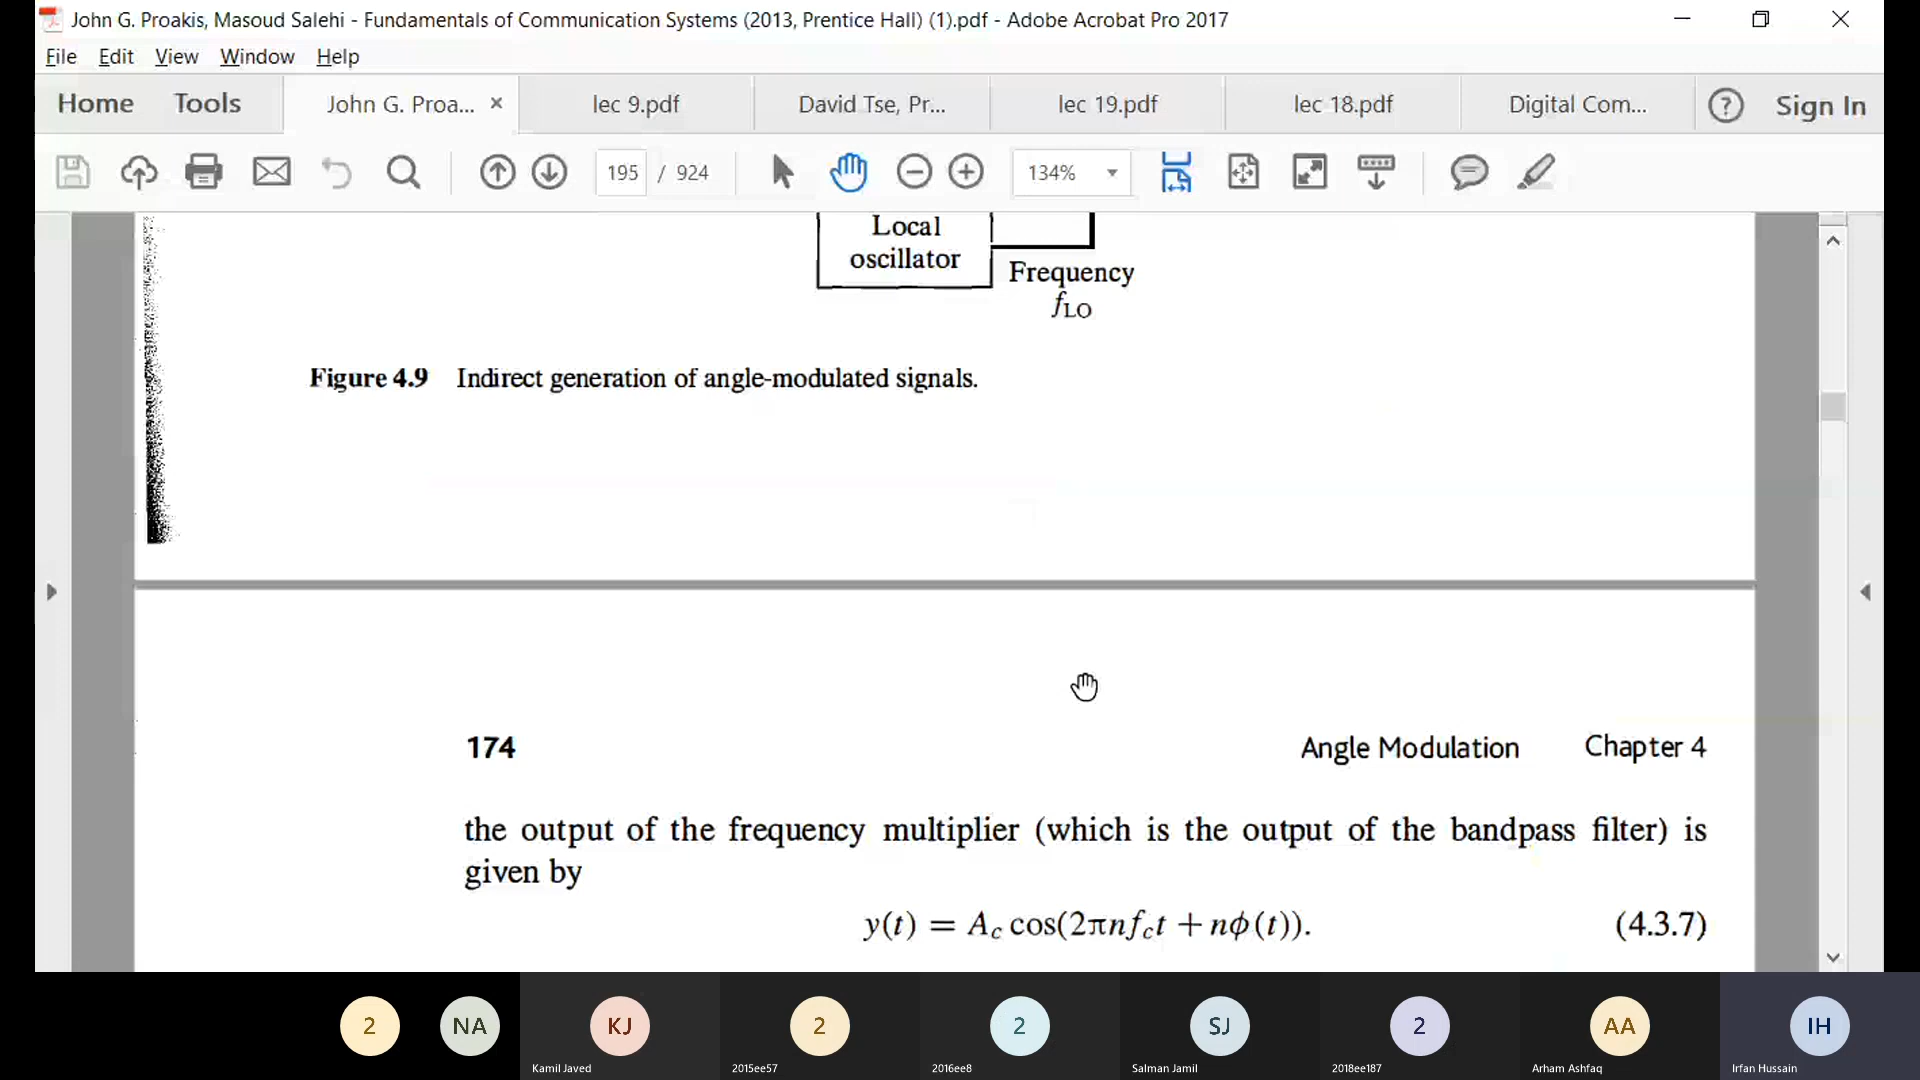 John G. Proakis, Masoud Salehi - Fundamentals of Communication Systems (2013, Prentice Hall) (1).pdf - Adobe Acrobat Pro 2017
File Edit View Window Help
Home Tools John G. Proa... × lec 9.pdf David Tse, Pr... lec 19.pdf lec 18.pdf Digital Com... ? Sign In
195 / 924 134%
Local
oscillator
Frequency
fLO
Figure 4.9 Indirect generation of angle-modulated signals.
174 Angle Modulation Chapter 4
the output of the frequency multiplier (which is the output of the bandpass filter) is
given by
y(t) = A_c cos(2πnf_ct + nϕ(t)). (4.3.7)
2 NA KJ 2 2 SJ 2 AA IH
Kamil Javed 2015ee57 2016ee8 Salman Jamil 2018ee187 Arham Ashfaq Irfan Hussain